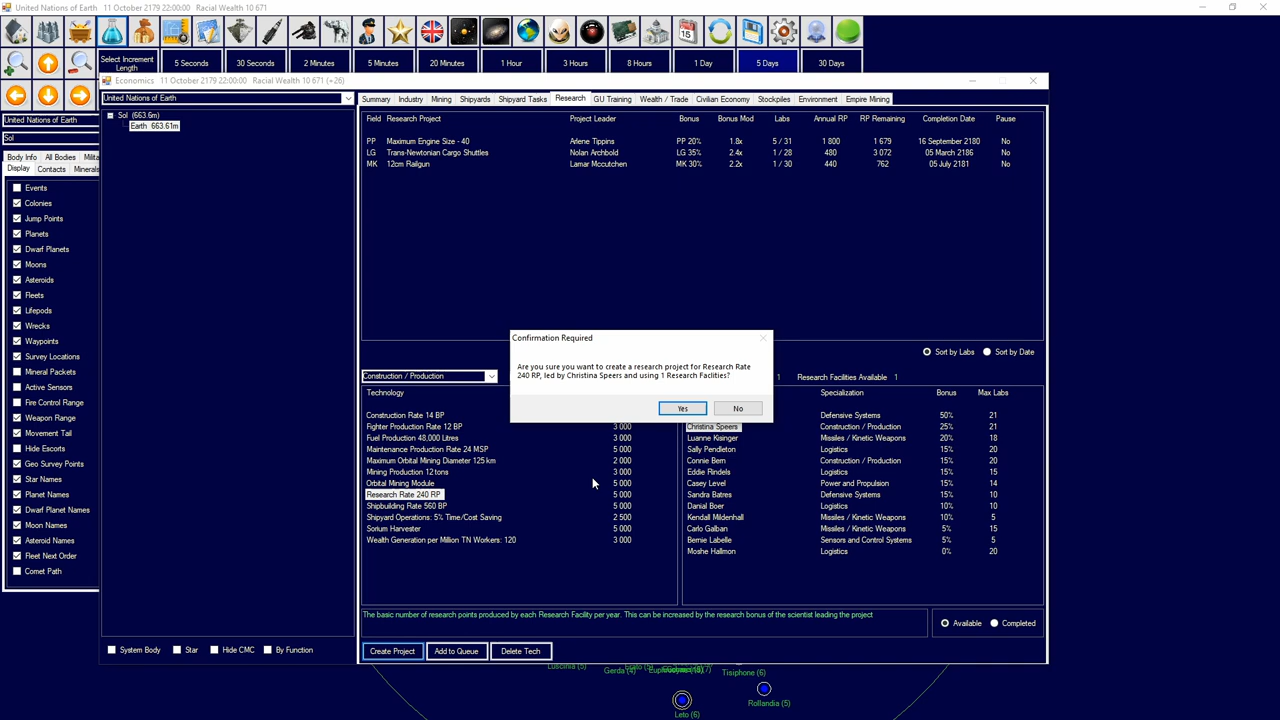 United Nations of Earth   11 October 2179 22:00:00   Racial Wealth 10 671
Select Increment Length
5 Seconds
30 Seconds
2 Minutes
5 Minutes
20 Minutes
1 Hour
3 Hours
8 Hours
1 Day
5 Days
30 Days
Economics   11 October 2179 22:00:00   Racial Wealth 10 671 (+26)
United Nations of Earth
Sol
Body Info   All Bodies   Milita
Display   Contacts   Minerals
Events
Colonies
Jump Points
Planets
Dwarf Planets
Moons
Asteroids
Fleets
Lifepods
Wrecks
Waypoints
Survey Locations
Mineral Packets
Active Sensors
Fire Control Range
Weapon Range
Movement Tail
Hide Escorts
Geo Survey Points
Star Names
Planet Names
Dwarf Planet Names
Moon Names
Asteroid Names
Fleet Next Order
Comet Path
United Nations of Earth
Sol (663.6m)
Earth 663.61m
System Body   Star   Hide CMC   By Function
Summary   Industry   Mining   Shipyards   Shipyard Tasks   Research   GU Training   Wealth / Trade   Civilian Economy   Stockpiles   Environment   Empire Mining
Field   Research Project   Project Leader   Bonus   Bonus Mod   Labs   Annual RP   RP Remaining   Completion Date   Pause
PP   Maximum Engine Size - 40   Arlene Tippins   PP 20%   1.8x   5 / 31   1 800   1 679   16 September 2180   No
LG   Trans-Newtonian Cargo Shuttles   Nolan Archbold   LG 35%   2.4x   1 / 28   480   3 072   05 March 2186   No
MK   12cm Railgun   Lamar Mccutchen   MK 30%   2.2x   1 / 30   440   762   05 July 2181   No
Sort by Labs   Sort by Date
Confirmation Required
Are you sure you want to create a research project for Research Rate
240 RP, led by Christina Speers and using 1 Research Facilities?
Yes   No
Construction / Production   1   Research Facilities Available   1
Technology
Construction Rate 14 BP
Fighter Production Rate 12 BP   3 000
Fuel Production 48,000 Litres   3 000
Maintenance Production Rate 24 MSP   5 000
Maximum Orbital Mining Diameter 125 km   2 000
Mining Production 12 tons   3 000
Orbital Mining Module   5 000
Research Rate 240 RP   5 000
Shipbuilding Rate 560 BP   5 000
Shipyard Operations: 5% Time/Cost Saving   2 500
Sorium Harvester   5 000
Wealth Generation per Million TN Workers: 120   3 000
Specialization   Bonus   Max Labs
Defensive Systems   50%   21
Christina Speers   Construction / Production   25%   21
Luanne Kisinger   Missiles / Kinetic Weapons   20%   18
Sally Pendleton   Logistics   15%   20
Connie Bern   Construction / Production   15%   20
Eddie Rindels   Logistics   15%   15
Casey Level   Power and Propulsion   15%   14
Sandra Batres   Defensive Systems   15%   10
Danial Boer   Logistics   10%   10
Kendall Mildenhall   Missiles / Kinetic Weapons   10%   5
Carlo Galban   Missiles / Kinetic Weapons   5%   15
Bernie Labelle   Sensors and Control Systems   5%   5
Moshe Hallmon   Logistics   0%   20
The basic number of research points produced by each Research Facility per year. This can be increased by the research bonus of the scientist leading the project
Available   Completed
Create Project   Add to Queue   Delete Tech
Luscinia (5)
Gerda (4)
Tisiphone (6)
Rollandia (5)
Leto (6)